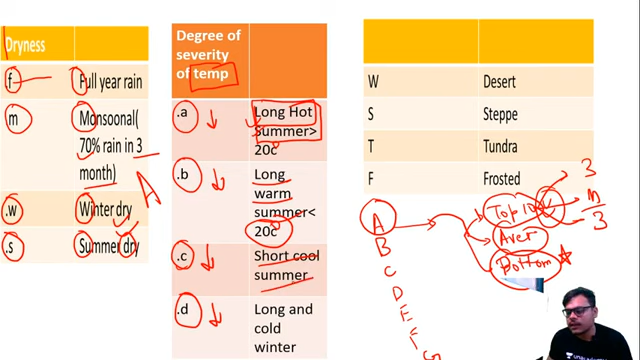 Dryness
f Full year rain
m Monsoonal(
70% rain in 3
month)
.w Winter dry
.s Summer dry
A
Degree of
severity
of temp
.a Long Hot
summer>
20c
.b Long
warm
summer<
20c
.c Short cool
summer
.d Long and
cold
winter
W Desert
S Steppe
T Tundra
F Frosted
A
B
C
D
E
F
G
Top 10
Aver
Bottom
3
m
3